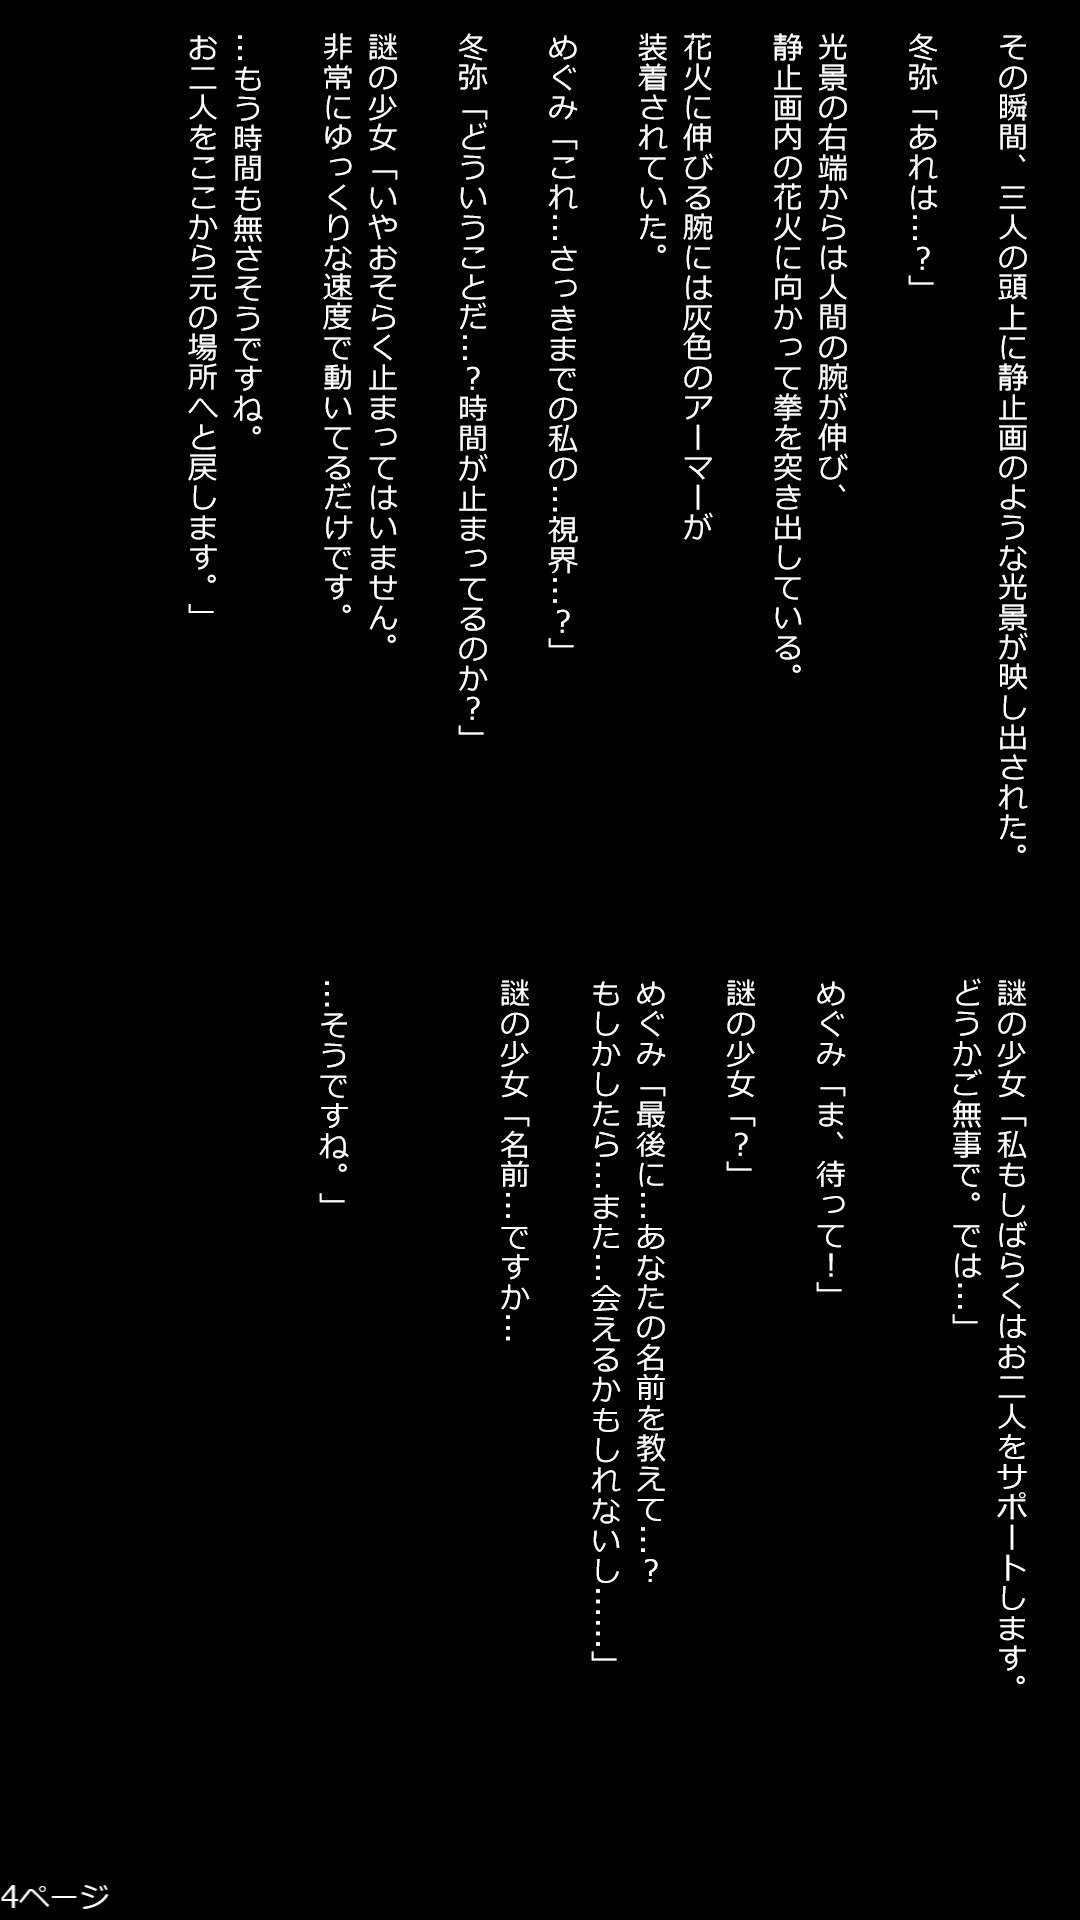 その瞬間、三人の頭上に静止画のような光景が映し出された。
冬弥「あれは…?」
光景の右端からは人間の腕が伸び、
静止画内の花火に向かって拳を突き出している。
花火に伸びる腕には灰色のアーマーが
装着されていた。
めぐみ「これ…さっきまでの私の…視界…?」
冬弥「どういうことだ…?時間が止まってるのか?」
謎の少女「いやおそらく止まってはいません。
非常にゆっくりな速度で動いてるだけです。
…もう時間も無さそうですね。
お二人をここから元の場所へと戻します。」
謎の少女「私もしばらくはお二人をサポートします。
どうかご無事で。では…」
めぐみ「ま、待って!」
謎の少女「?」
めぐみ「最後に…あなたの名前を教えて…?
もしかしたら…また…会えるかもしれないし……」
謎の少女「名前…ですか…
…そうですね。」
4ページ